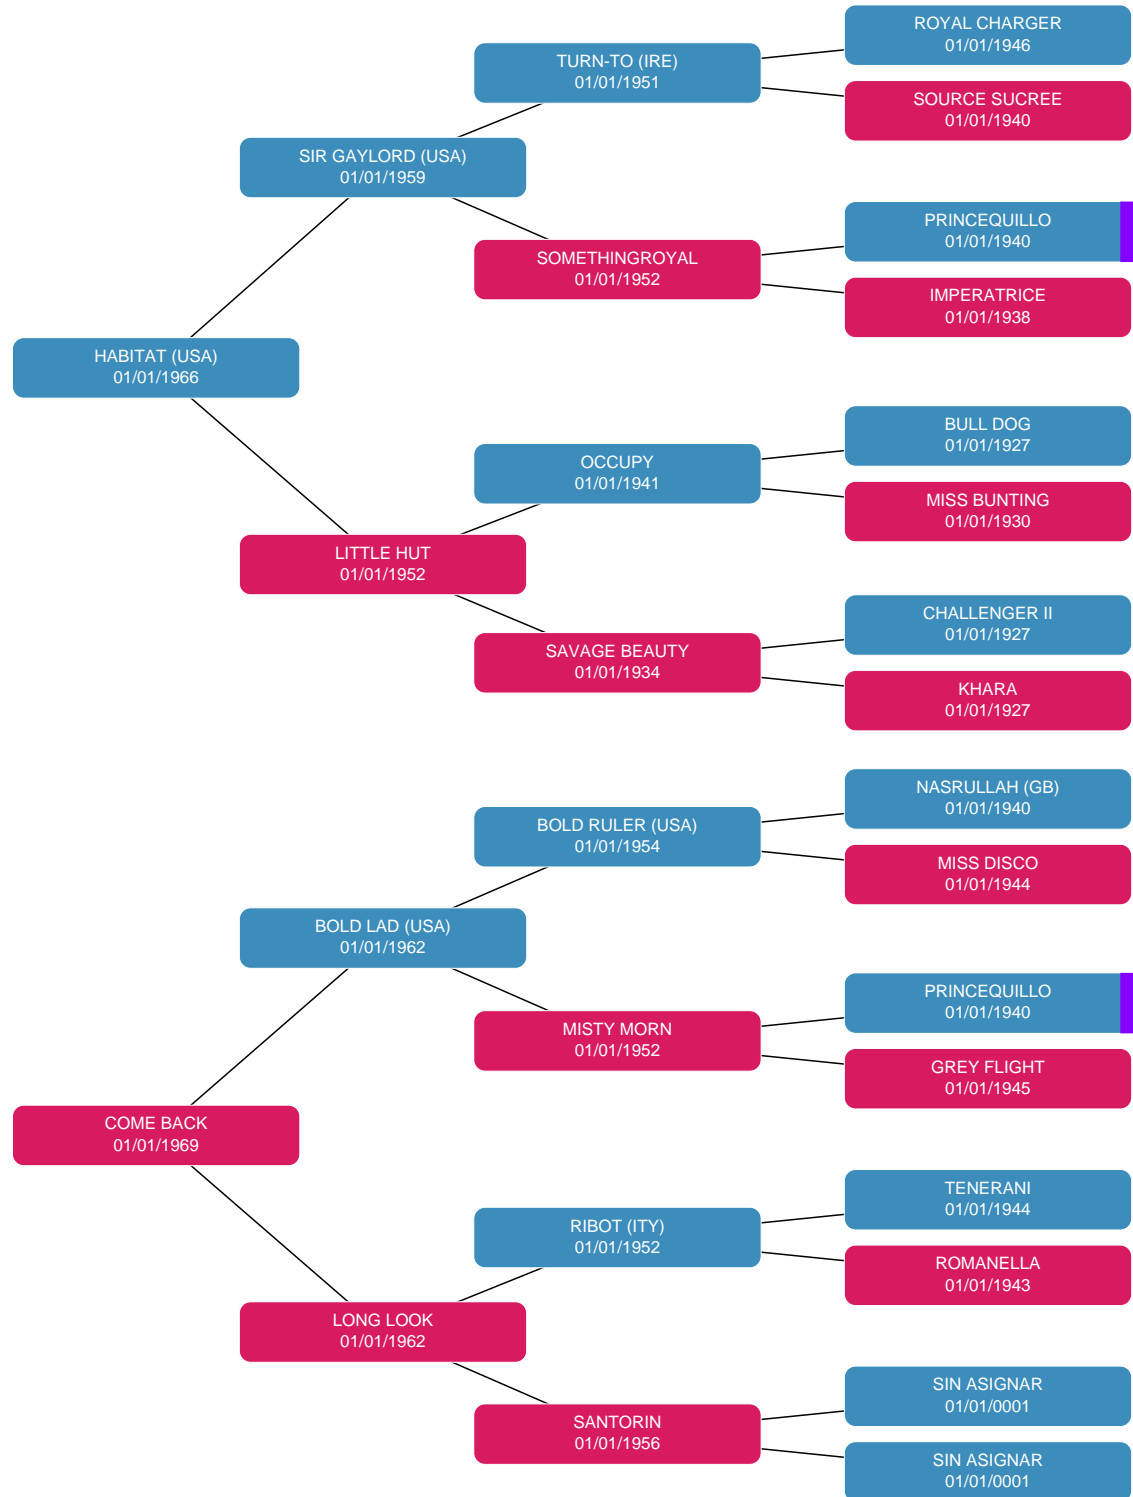 ROYAL CHARGER
01/01/1946
TURN-TO (IRE)
01/01/1951
SOURCE SUCREE
01/01/1940
SIR GAYLORD (USA)
01/01/1959
PRINCEQUILLO
01/01/1940
SOMETHINGROYAL
01/01/1952
IMPERATRICE
01/01/1938
HABITAT (USA)
01/01/1966
BULL DOG
01/01/1927
OCCUPY
01/01/1941
MISS BUNTING
01/01/1930
LITTLE HUT
01/01/1952
CHALLENGER II
01/01/1927
SAVAGE BEAUTY
01/01/1934
KHARA
01/01/1927
NASRULLAH (GB)
01/01/1940
BOLD RULER (USA)
01/01/1954
MISS DISCO
01/01/1944
BOLD LAD (USA)
01/01/1962
PRINCEQUILLO
01/01/1940
MISTY MORN
01/01/1952
GREY FLIGHT
01/01/1945
COME BACK
01/01/1969
TENERANI
01/01/1944
RIBOT (ITY)
01/01/1952
ROMANELLA
01/01/1943
LONG LOOK
01/01/1962
SIN ASIGNAR
01/01/0001
SANTORIN
01/01/1956
SIN ASIGNAR
01/01/0001